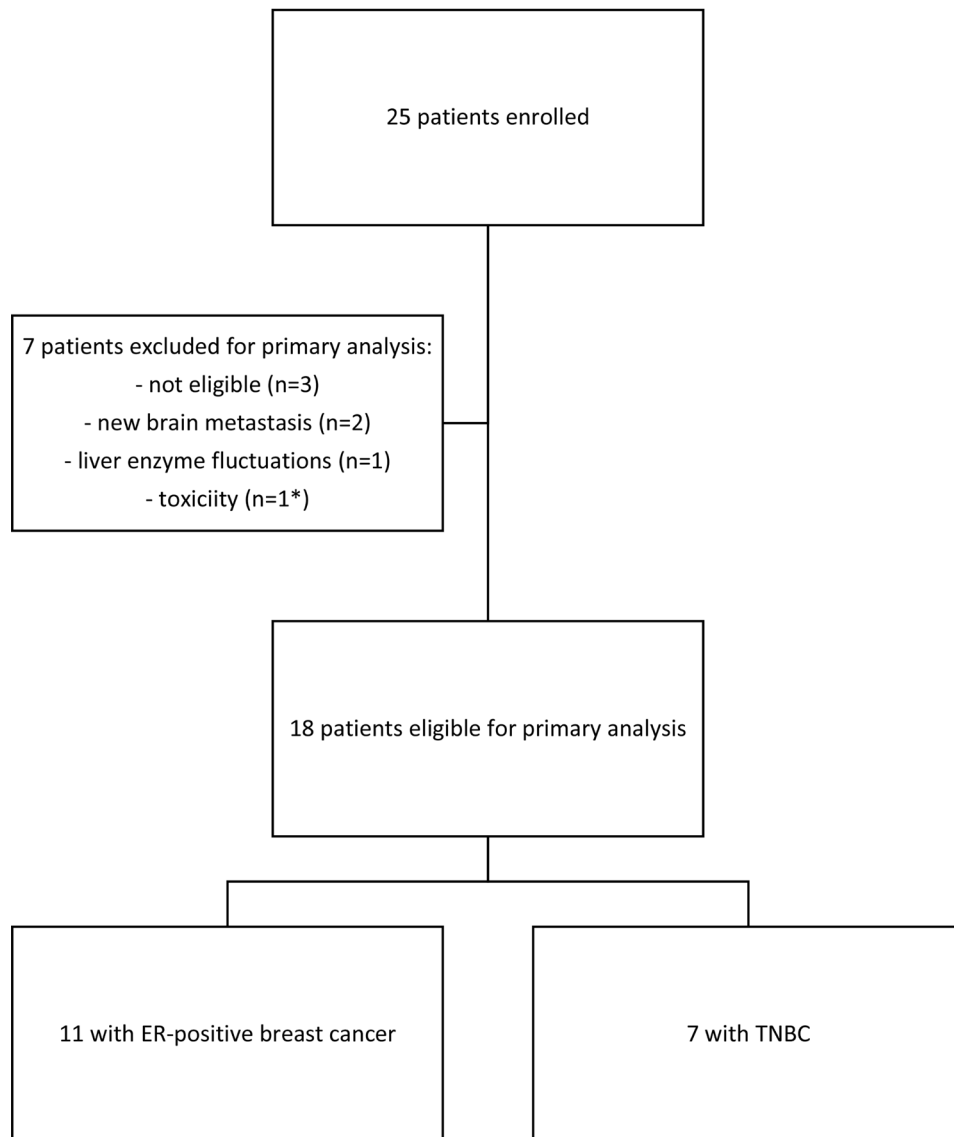 25 patients enrolled
7 patients excluded for primary analysis:
- not eligible (n=3)
- new brain metastasis (n=2)
- liver enzyme fluctuations (n=1)
- toxiciity (n=1*)
18 patients eligible for primary analysis
11 with ER-positive breast cancer
7 with TNBC